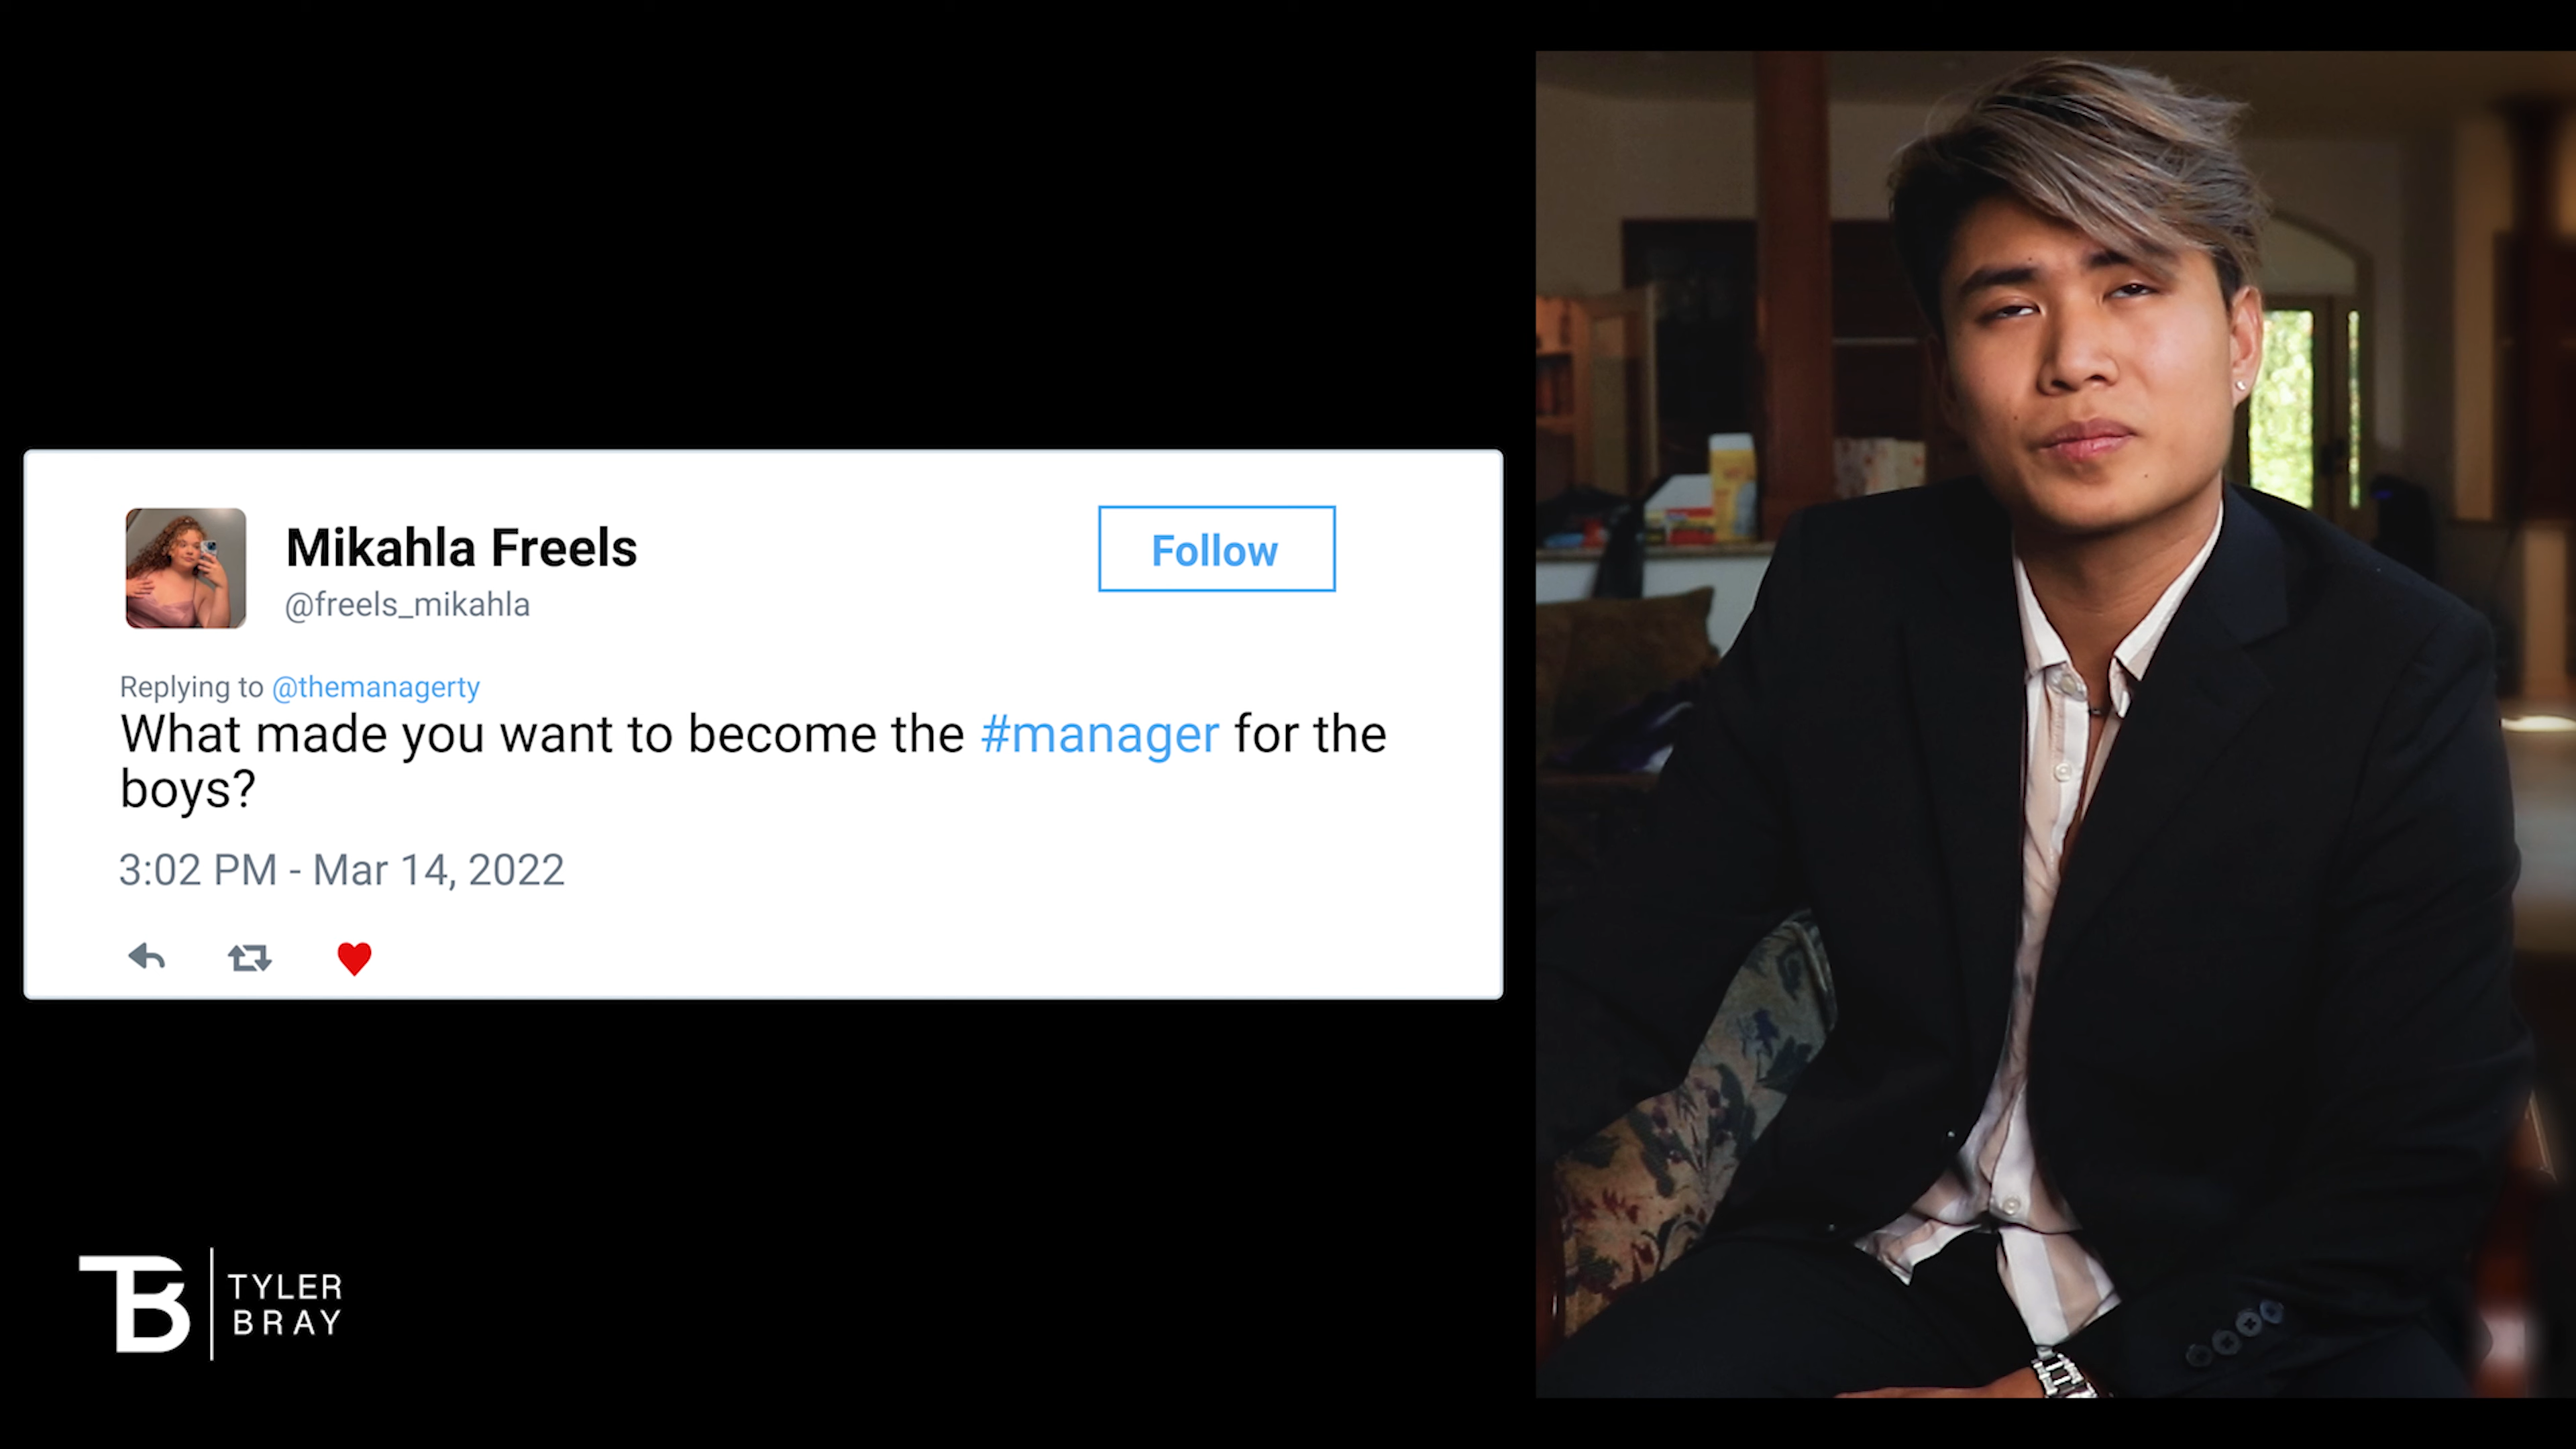 Mikahla Freels
@freels_mikahla
Follow
Replying to @themanagerty
What made you want to become the #manager for the
boys?
3:02 PM - Mar 14, 2022
TB
TYLER
BRAY